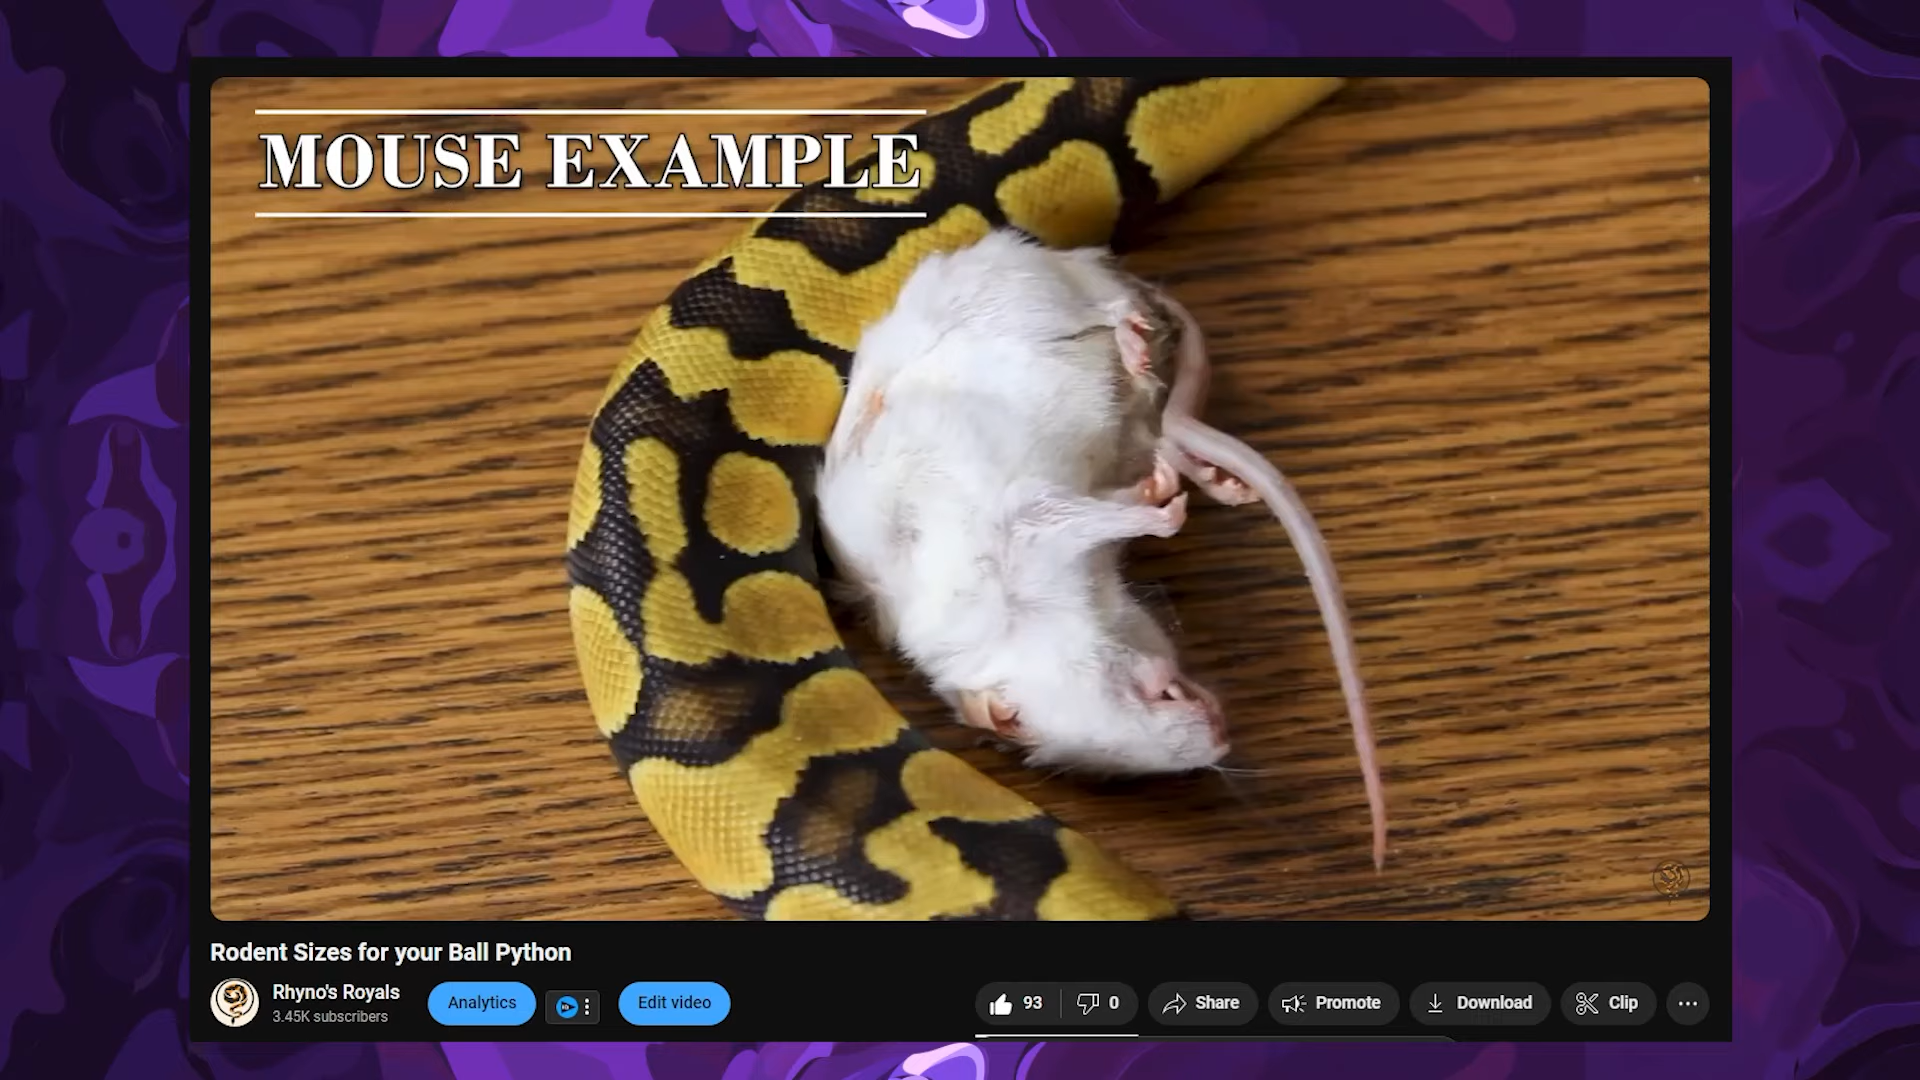 MOUSE EXAMPLE
Rodent Sizes for your Ball Python
Rhyno's Royals
3.45K subscribers
Analytics
Edit video
93
0
Share
Promote
Download
Clip